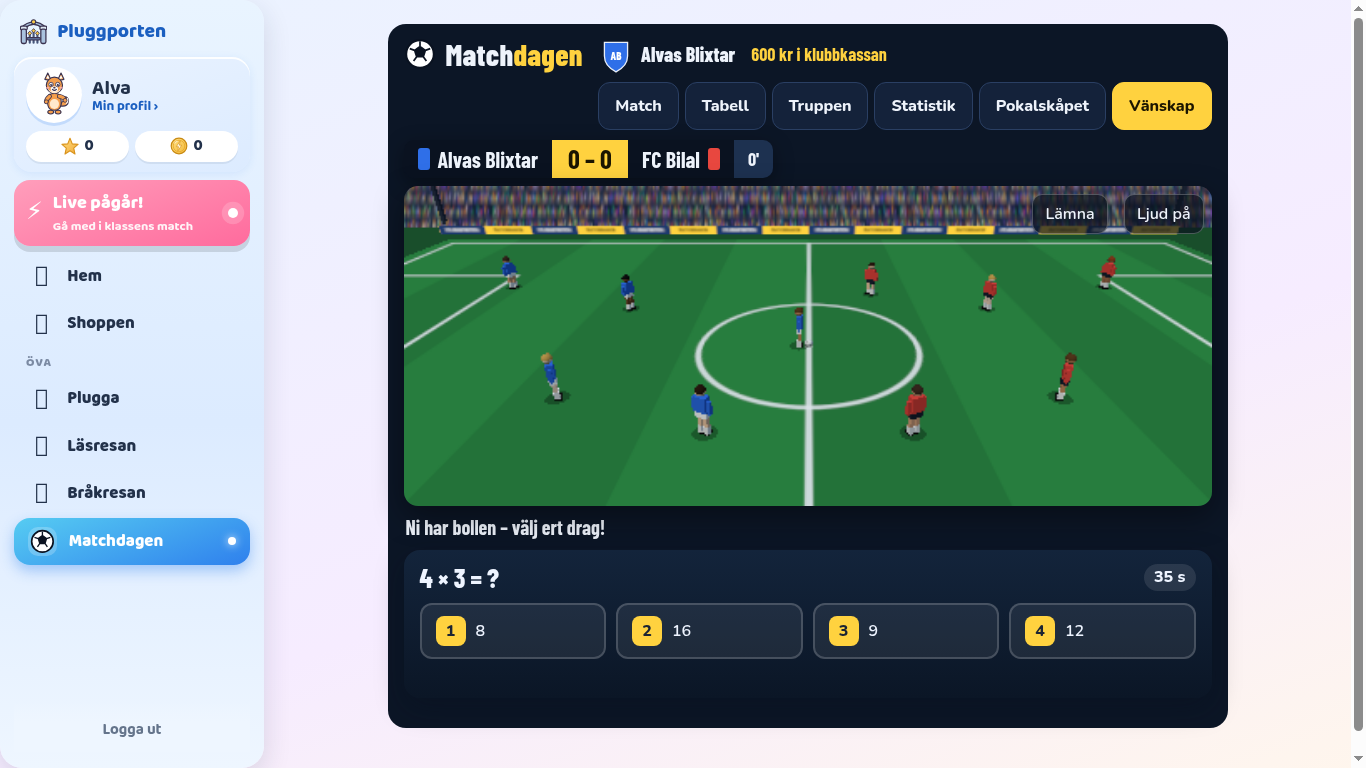 Pluggporten
Alva
Min profil ›
0
0
Live pågår!
Gå med i klassens match
Hem
Shoppen
ÖVA
Plugga
Läsresan
Bråkresan
Matchdagen
Logga ut
Matchdagen
AB
Alvas Blixtar
600 kr i klubbkassan
Match
Tabell
Truppen
Statistik
Pokalskåpet
Vänskap
Alvas Blixtar
0 – 0
FC Bilal
0'
Lämna
Ljud på
Ni har bollen – välj ert drag!
4 × 3 = ?
35 s
1 8
2 16
3 9
4 12